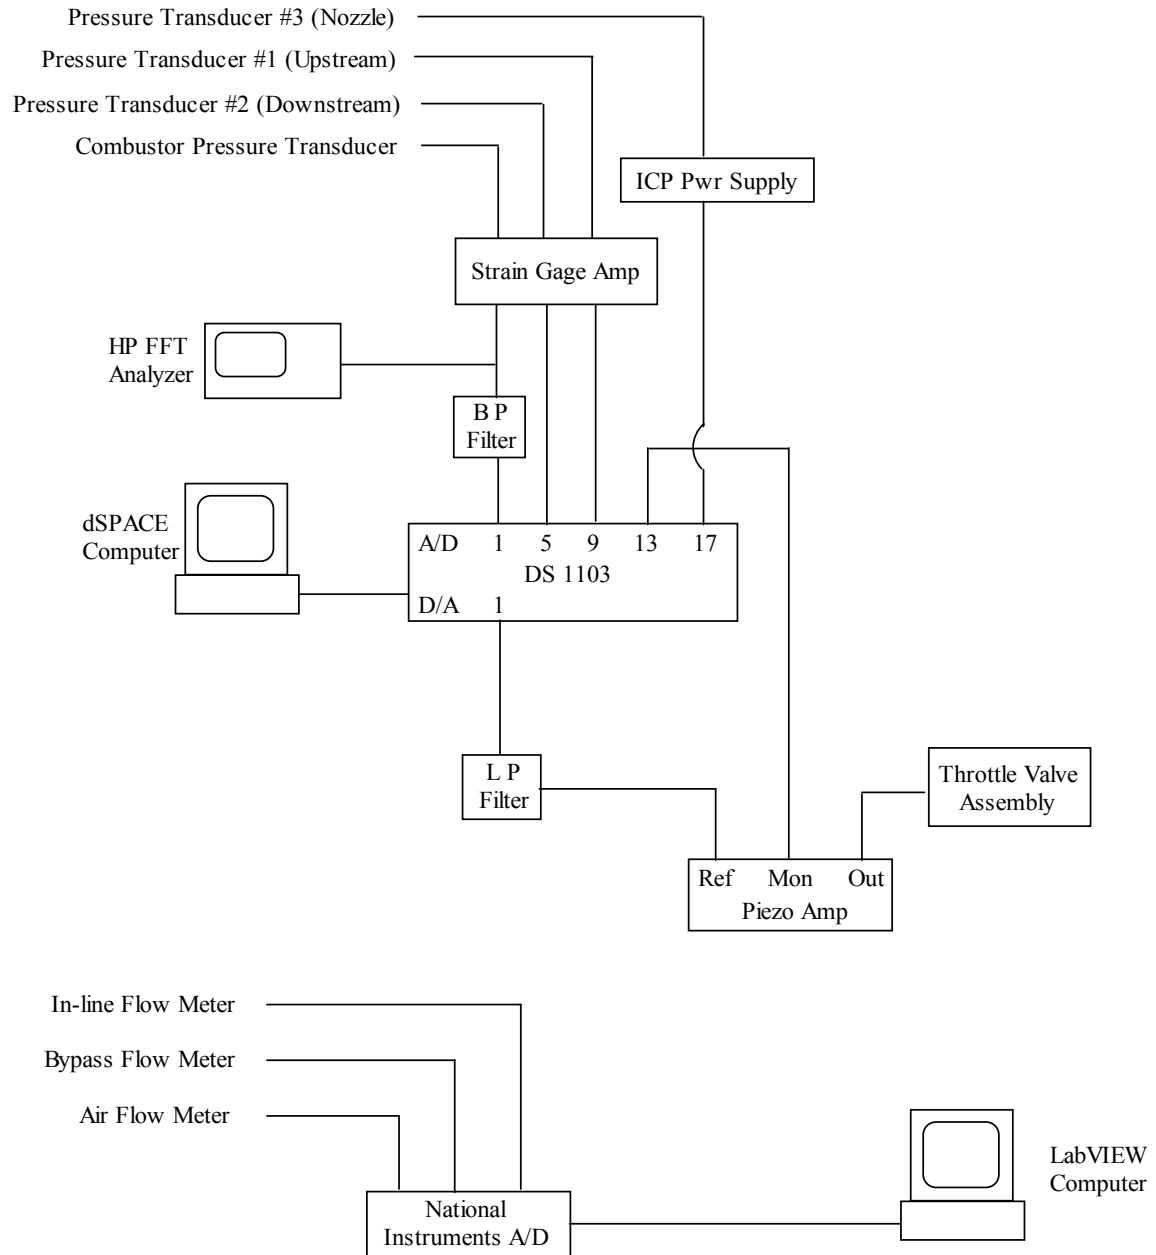 Pressure Transducer #3 (Nozzle)
Pressure Transducer #1 (Upstream)
Pressure Transducer #2 (Downstream)
Combustor Pressure Transducer
ICP Pwr Supply
Strain Gage Amp
HP FFT
Analyzer
B P
Filter
dSPACE
Computer
A/D 1 5 9 13 17
DS 1103
D/A 1
L P
Filter
Throttle Valve
Assembly
Ref Mon Out
Piezo Amp
In-line Flow Meter
Bypass Flow Meter
Air Flow Meter
LabVIEW
Computer
National
Instruments A/D